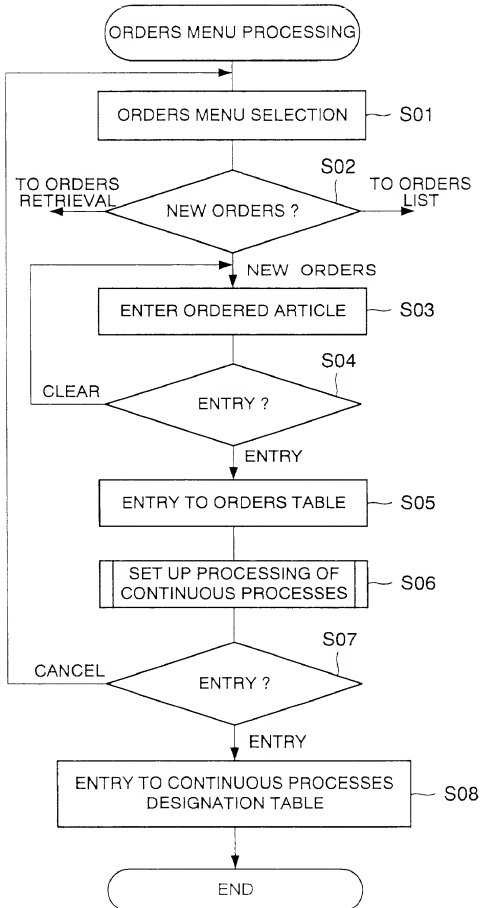 ORDERS MENU PROCESSING
ORDERS MENU SELECTION
S01
S02
TO ORDERS
RETRIEVAL
NEW ORDERS ?
TO ORDERS
LIST
NEW ORDERS
ENTER ORDERED ARTICLE
S03
S04
CLEAR
ENTRY ?
ENTRY
ENTRY TO ORDERS TABLE
S05
SET UP PROCESSING OF
CONTINUOUS PROCESSES
S06
S07
CANCEL
ENTRY ?
ENTRY
ENTRY TO CONTINUOUS PROCESSES
DESIGNATION TABLE
S08
END